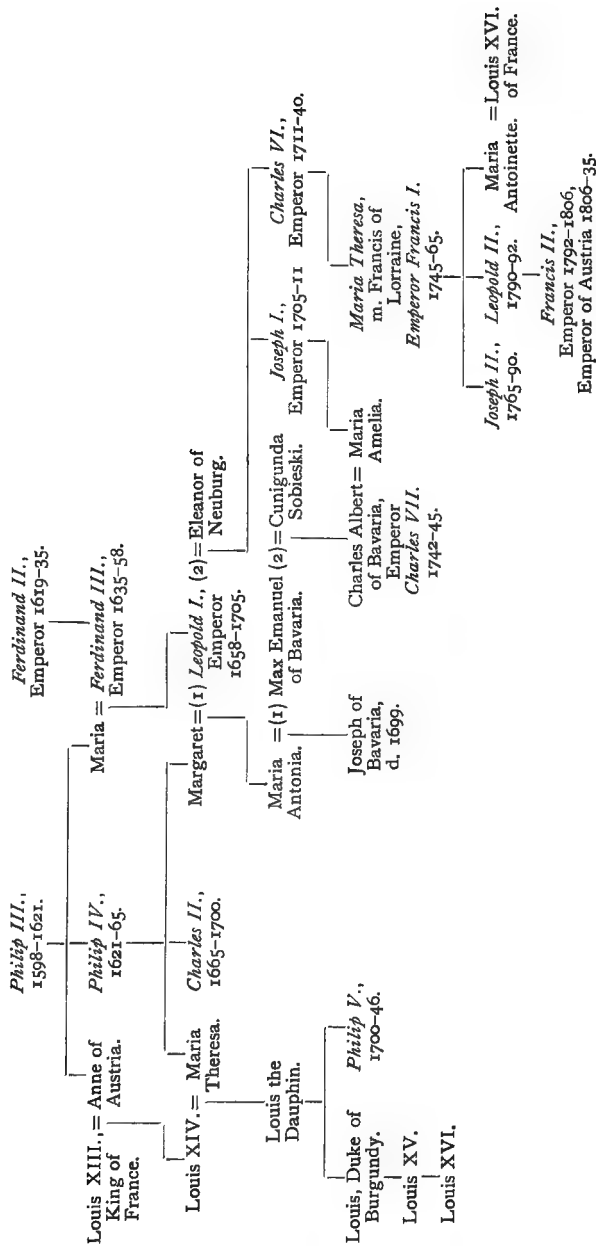 Philip III.,
1598–1621.
Ferdinand II.,
Emperor 1619–35.
Louis XIII., = Anne of
King of
France.
Austria.
Philip IV.,
1621–65.
Maria = Ferdinand III.,
Emperor 1635–58.
Louis XIV. = Maria
Theresa.
Charles II.,
1665–1700.
Margaret = (1) Leopold I., (2) = Eleanor of
Emperor
1658–1705.
Neuburg.
Louis the
Dauphin.
Maria = (1) Max Emanuel (2) = Cunigunda
Antonia.
of Bavaria.
Sobieski.
Joseph I.,
Emperor 1705–11
Charles VI.,
Emperor 1711–40.
Louis, Duke of
Burgundy.
Philip V.,
1700–46.
Joseph of
Bavaria,
d. 1699.
Charles Albert = Maria
of Bavaria,
Emperor
Charles VII.
1742–45.
Amelia.
Maria Theresa,
m. Francis of
Lorraine,
Emperor Francis I.
1745–65.
Louis XV.
Louis XVI.
Joseph II.,
1765–90.
Leopold II.,
1790–92.
Maria = Louis XVI.
Antoinette.
of France.
Francis II.,
Emperor 1792–1806,
Emperor of Austria 1806–35.